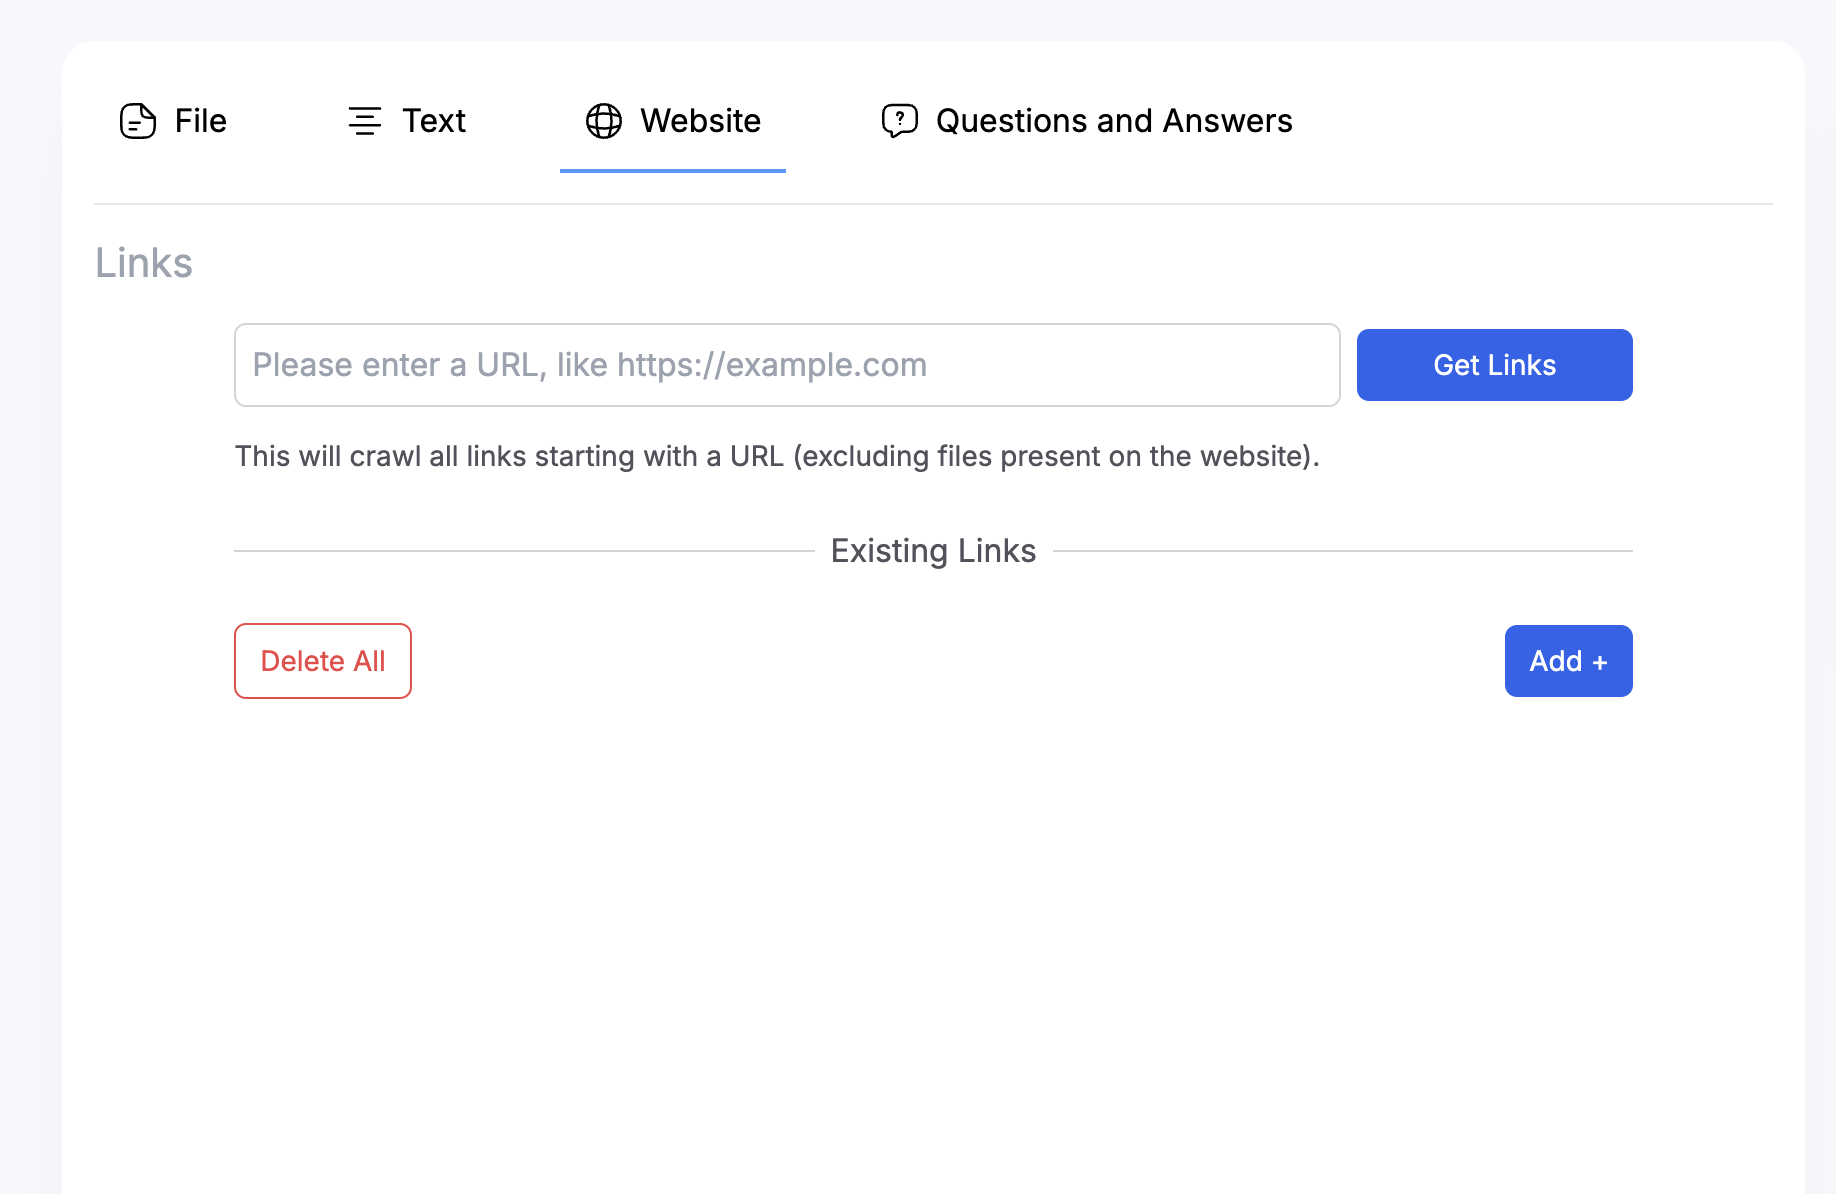 File Text Website Questions and Answers
Links
Please enter a URL, like https://example.com Get Links
This will crawl all links starting with a URL (excluding files present on the website).
Existing Links
Delete All Add +